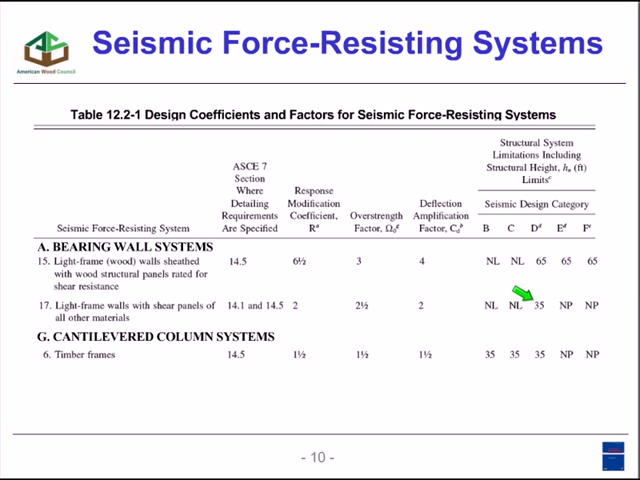 Seismic Force-Resisting Systems
American Wood Council
Table 12.2-1 Design Coefficients and Factors for Seismic Force-Resisting Systems
Structural System
Limitations Including
Structural Height, hₙ (ft)
Limitsᶜ
ASCE 7
Section
Where
Detailing
Requirements
Are Specified
Response
Modification
Coefficient,
Rᵃ
Overstrength
Factor, Ω₀ᵍ
Deflection
Amplification
Factor, C_dᵇ
Seismic Design Category
Seismic Force-Resisting System
B C Dᵈ Eᵈ Fᵉ
A. BEARING WALL SYSTEMS
15. Light-frame (wood) walls sheathed 14.5 6½ 3 4 NL NL 65 65 65
with wood structural panels rated for
shear resistance
17. Light-frame walls with shear panels of 14.1 and 14.5 2 2½ 2 NL NL 35 NP NP
all other materials
G. CANTILEVERED COLUMN SYSTEMS
6. Timber frames 14.5 1½ 1½ 1½ 35 35 35 NP NP
- 10 -